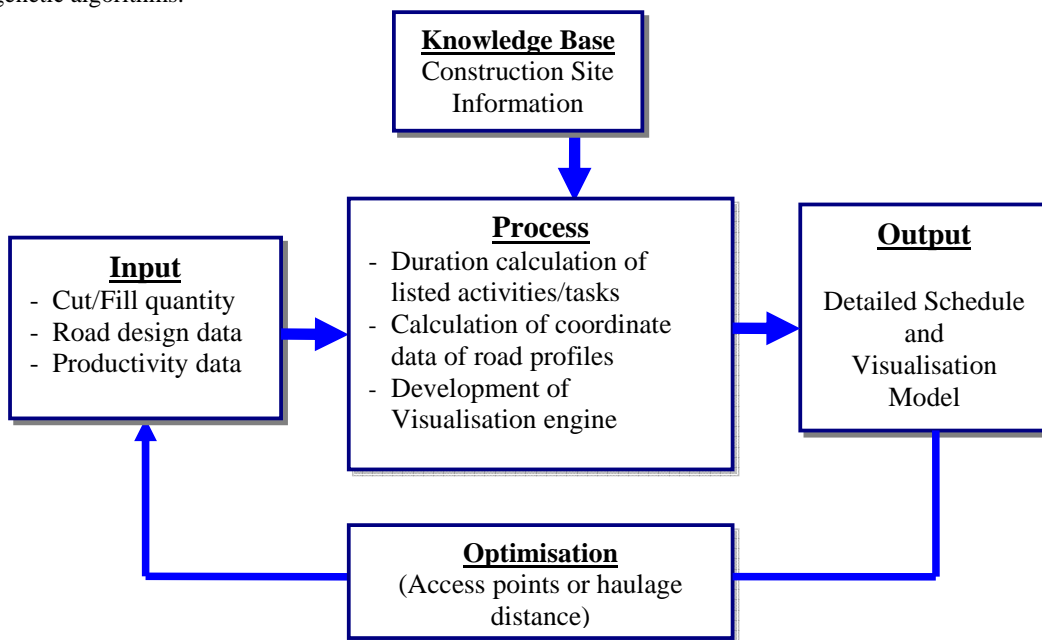 genetic algorithms.
Knowledge Base
Construction Site
Information
Input
- Cut/Fill quantity
- Road design data
- Productivity data
Process
- Duration calculation of
listed activities/tasks
- Calculation of coordinate
data of road profiles
- Development of
Visualisation engine
Output
Detailed Schedule
and
Visualisation
Model
Optimisation
(Access points or haulage
distance)